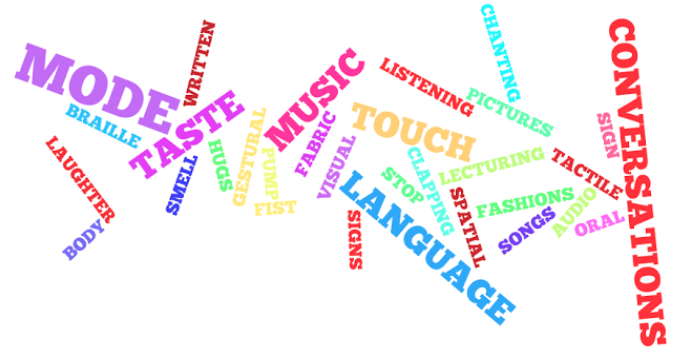 MODE
BRAILLE
WRITTEN
TASTE
LAUGHTER
BODY
SMELL
HUGS
GESTURAL
PUMP
FIST
MUSIC
FABRIC
VISUAL
SIGNS
LISTENING
TOUCH
LANGUAGE
STOP
CLAPPING
CHANTING
PICTURES
LECTURING
SPATIAL
FASHIONS
SONGS
AUDIO
ORAL
TACTILE
SIGN
CONVERSATIONS